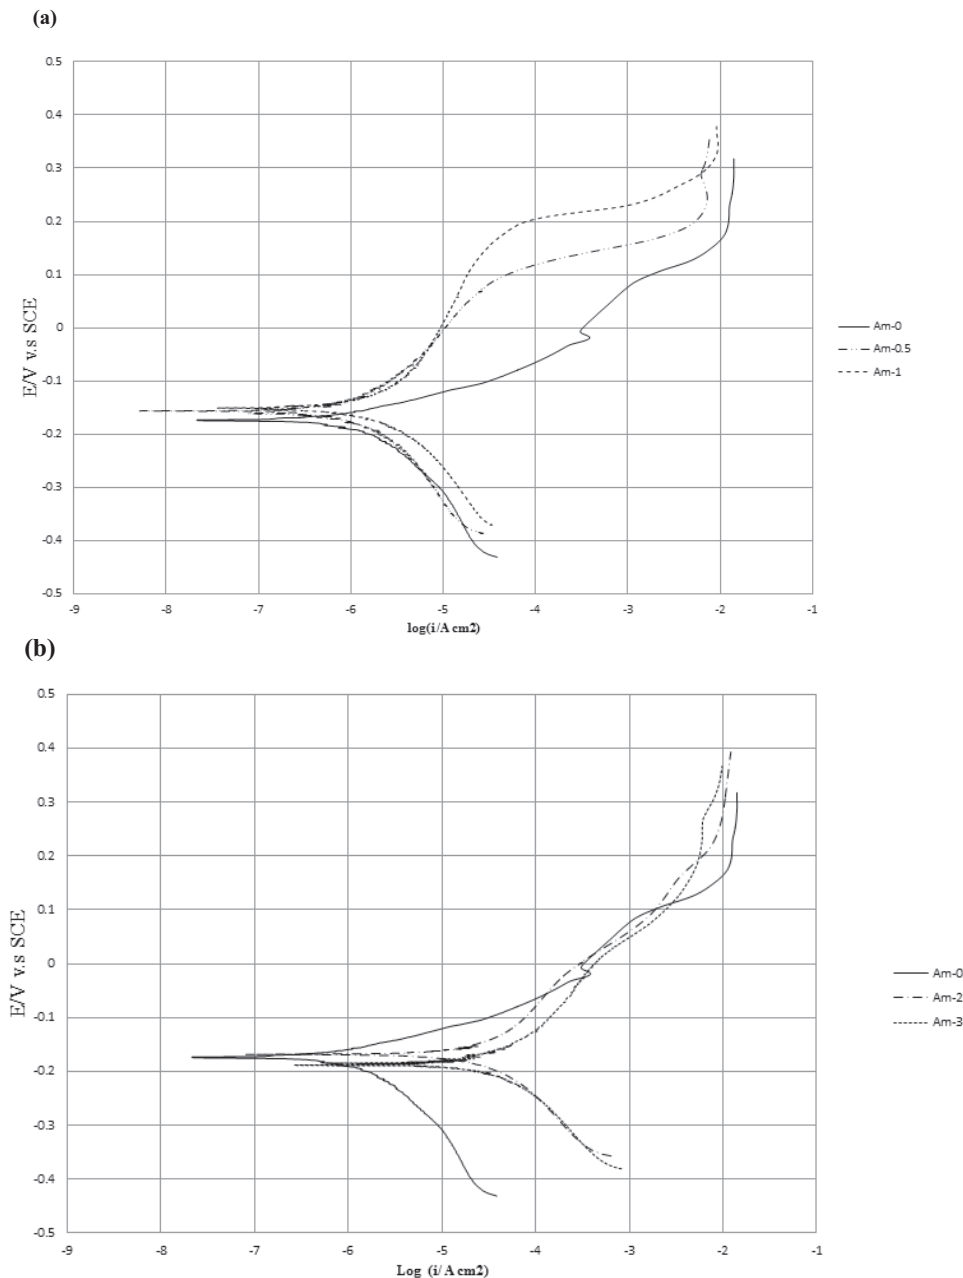 (a)
0.5
0.4
0.3
0.2
0.1
0
-0.1
-0.2
-0.3
-0.4
-0.5
E/V v.s SCE
-9 -8 -7 -6 -5 -4 -3 -2 -1
log(i/A cm2)
Am-0
Am-0.5
Am-1
(b)
0.5
0.4
0.3
0.2
0.1
0
-0.1
-0.2
-0.3
-0.4
-0.5
E/V v.s SCE
-9 -8 -7 -6 -5 -4 -3 -2 -1
Log (i/A cm2)
Am-0
Am-2
Am-3